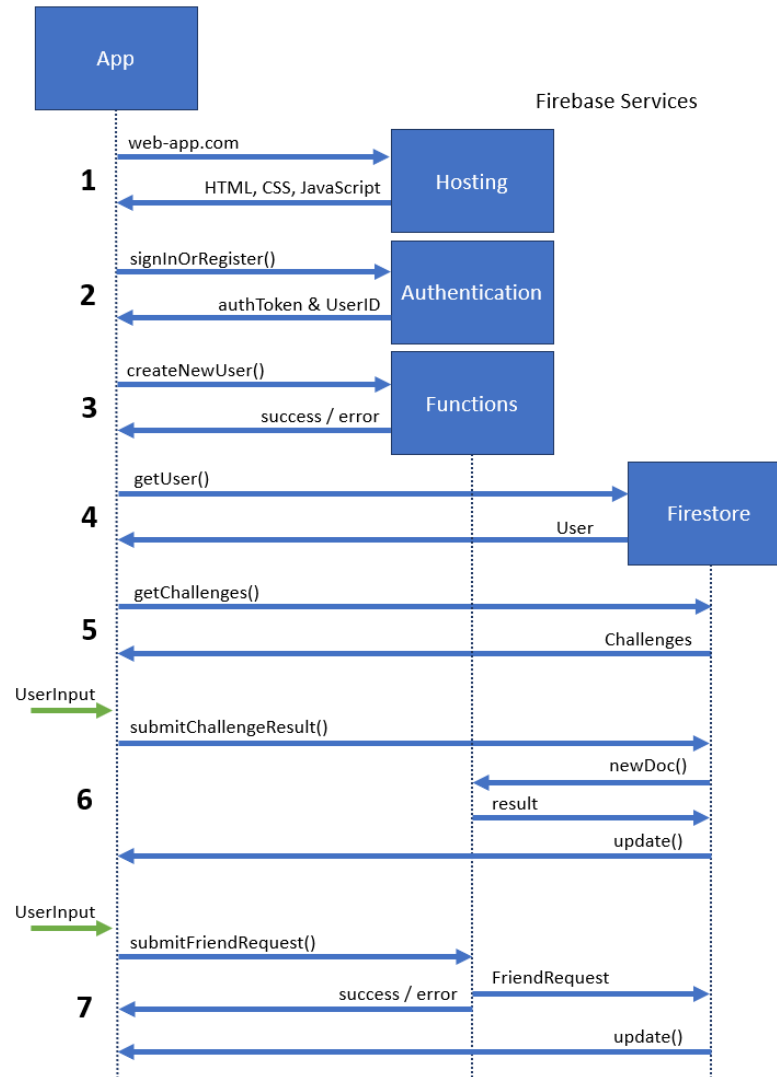 App
Firebase Services
web-app.com
1
Hosting
HTML, CSS, JavaScript
signInOrRegister()
2
Authentication
authToken & UserID
createNewUser()
3
Functions
success / error
getUser()
4
Firestore
User
getChallenges()
5
Challenges
UserInput
submitChallengeResult()
newDoc()
6
result
update()
UserInput
submitFriendRequest()
FriendRequest
success / error
7
update()